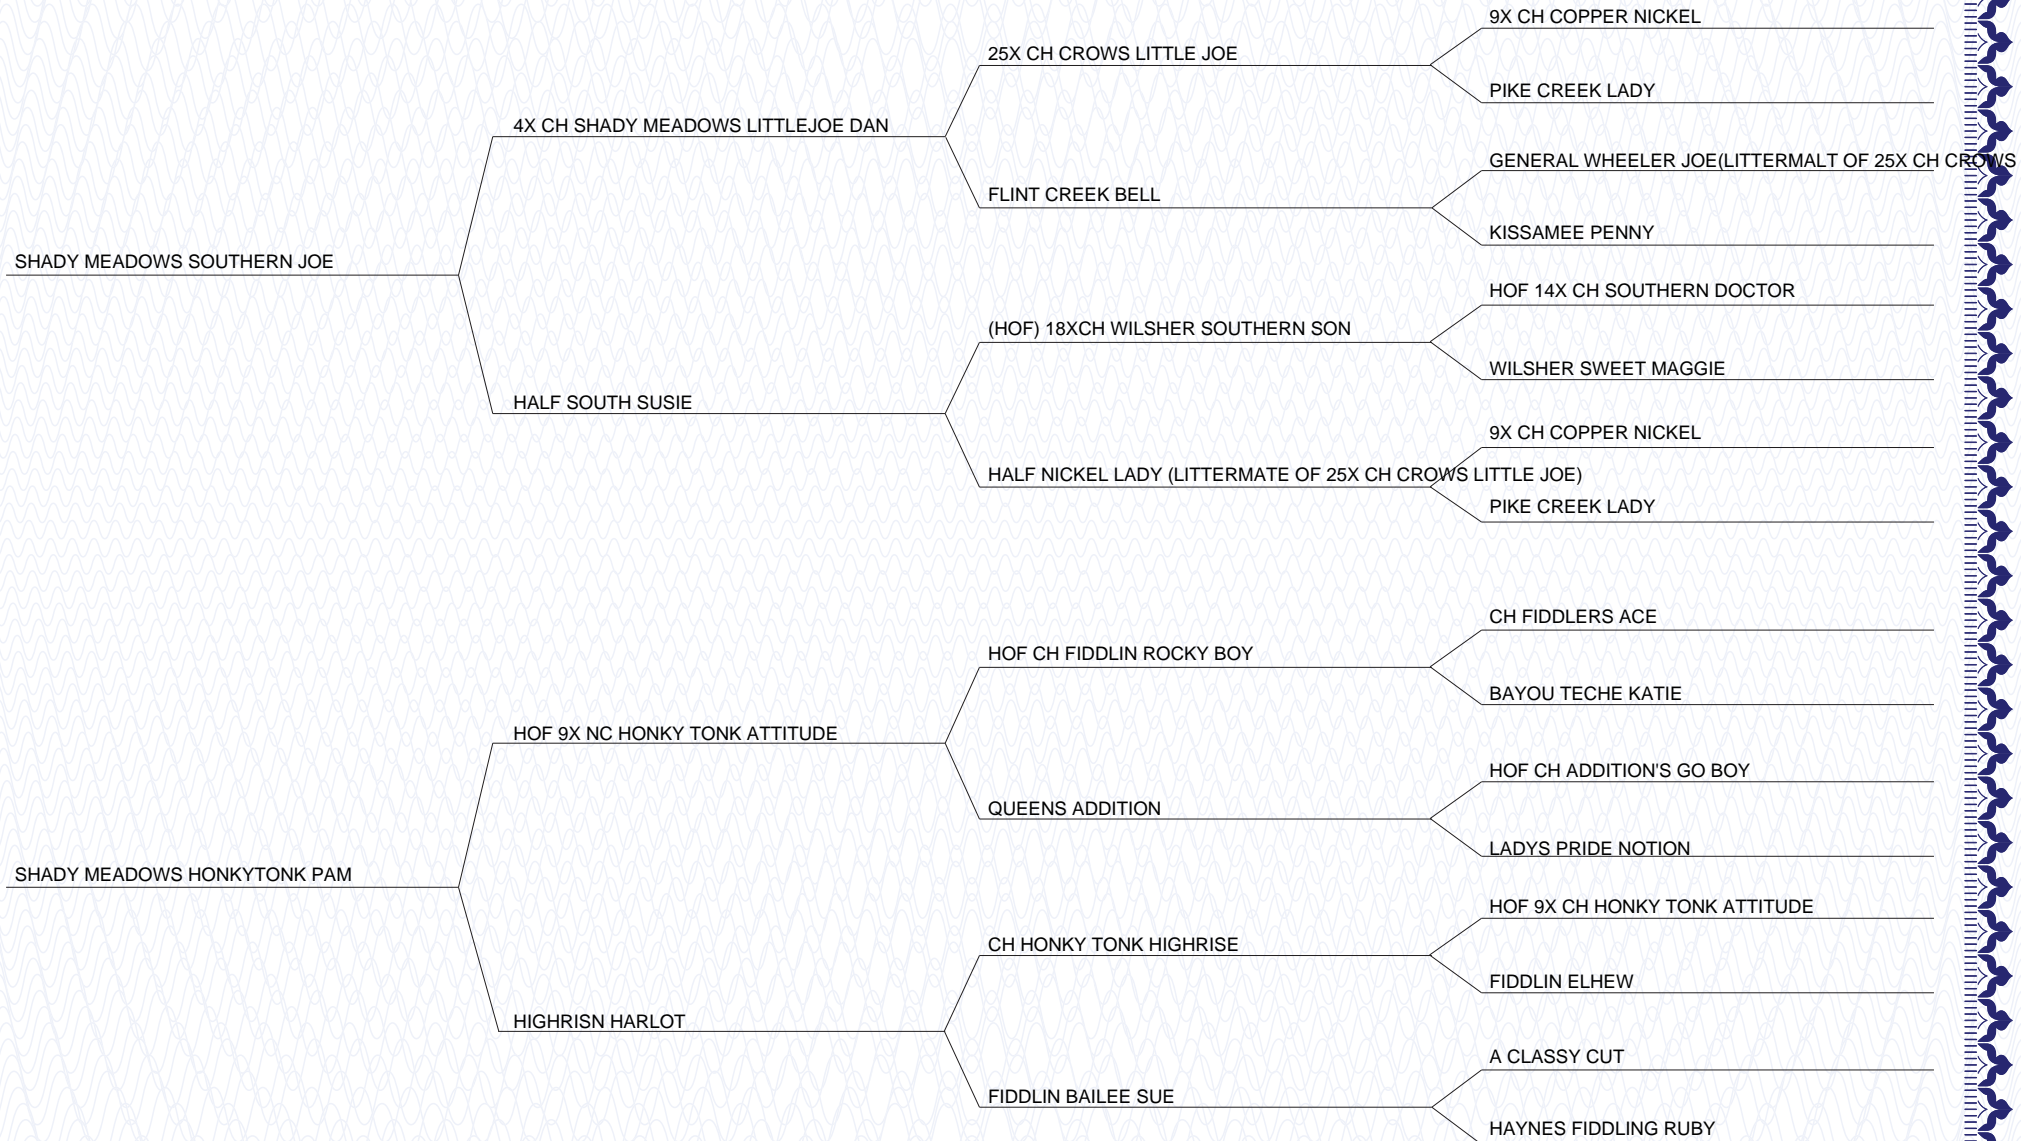 9X CH COPPER NICKEL
25X CH CROWS LITTLE JOE
PIKE CREEK LADY
4X CH SHADY MEADOWS LITTLEJOE DAN
GENERAL WHEELER JOE(LITTERMALT OF 25X CH CROWS
FLINT CREEK BELL
KISSAMEE PENNY
SHADY MEADOWS SOUTHERN JOE
HOF 14X CH SOUTHERN DOCTOR
(HOF) 18XCH WILSHER SOUTHERN SON
WILSHER SWEET MAGGIE
HALF SOUTH SUSIE
9X CH COPPER NICKEL
HALF NICKEL LADY (LITTERMATE OF 25X CH CROWS LITTLE JOE)
PIKE CREEK LADY
CH FIDDLERS ACE
HOF CH FIDDLIN ROCKY BOY
BAYOU TECHE KATIE
HOF 9X NC HONKY TONK ATTITUDE
HOF CH ADDITION'S GO BOY
QUEENS ADDITION
LADYS PRIDE NOTION
SHADY MEADOWS HONKYTONK PAM
HOF 9X CH HONKY TONK ATTITUDE
CH HONKY TONK HIGHRISE
FIDDLIN ELHEW
HIGHRISN HARLOT
A CLASSY CUT
FIDDLIN BAILEE SUE
HAYNES FIDDLING RUBY